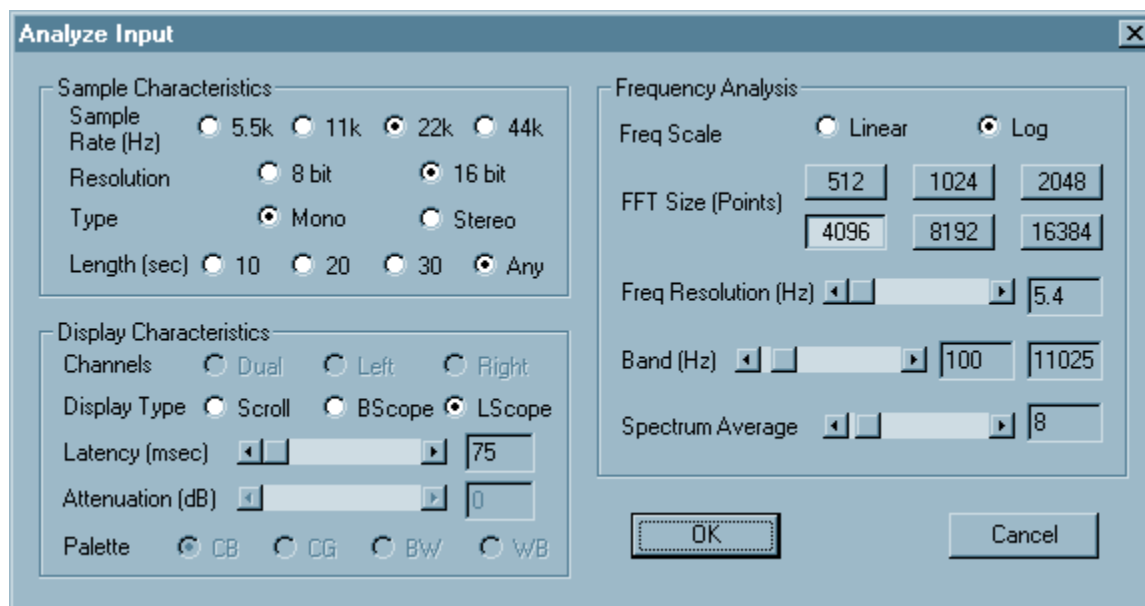 Analyze Input
Sample Characteristics
Sample Rate (Hz) 5.5k 11k 22k 44k
Resolution 8 bit 16 bit
Type Mono Stereo
Length (sec) 10 20 30 Any
Display Characteristics
Channels Dual Left Right
Display Type Scroll BScope LScope
Latency (msec) 75
Attenuation (dB) 0
Palette CB CG BW WB
Frequency Analysis
Freq Scale Linear Log
FFT Size (Points)
512 1024 2048
4096 8192 16384
Freq Resolution (Hz) 5.4
Band (Hz) 100 11025
Spectrum Average 8
OK Cancel